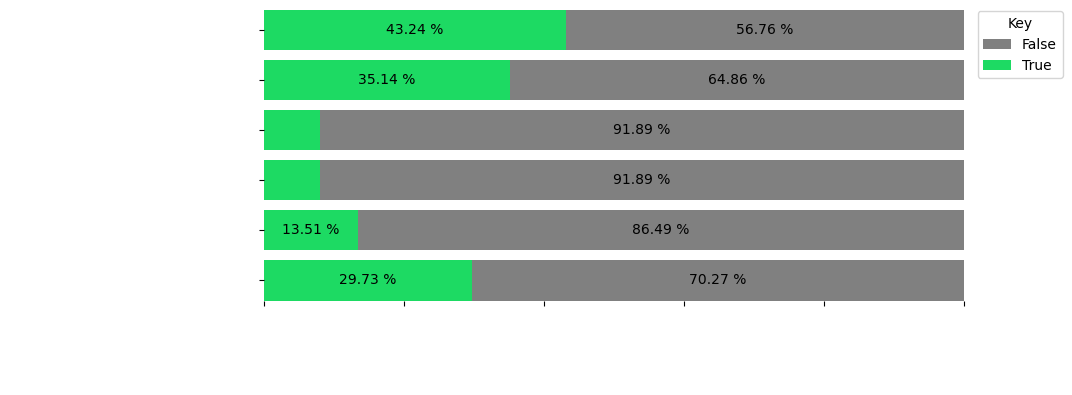 43.24 % 56.76 %
Key
False
True
35.14 % 64.86 %
91.89 %
91.89 %
13.51 % 86.49 %
29.73 % 70.27 %